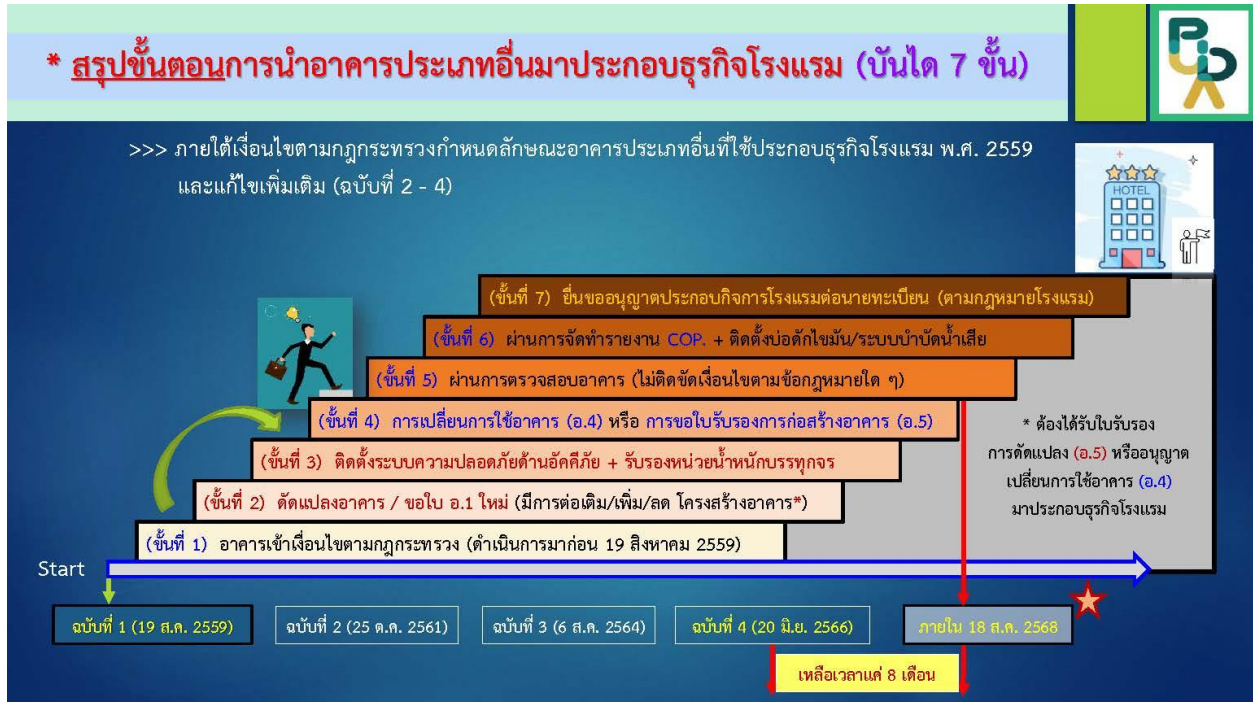 * สรุปขั้นตอนการนำอาคารประเภทอื่นมาประกอบธุรกิจโรงแรม (บันได 7 ขั้น)
PUDA
>>> ภายใต้เงื่อนไขตามกฎกระทรวงกำหนดลักษณะอาคารประเภทอื่นที่ใช้ประกอบธุรกิจโรงแรม พ.ศ. 2559
และแก้ไขเพิ่มเติม (ฉบับที่ 2 - 4)
HOTEL
(ขั้นที่ 7) ยื่นขออนุญาตประกอบกิจการโรงแรมต่อนายทะเบียน (ตามกฎหมายโรงแรม)
(ขั้นที่ 6) ผ่านการจัดทำรายงาน COP. + ติดตั้งบ่อดักไขมัน/ระบบบำบัดน้ำเสีย
(ขั้นที่ 5) ผ่านการตรวจสอบอาคาร (ไม่ติดขัดเงื่อนไขตามข้อกฎหมายใด ๆ)
(ขั้นที่ 4) การเปลี่ยนการใช้อาคาร (อ.4) หรือ การขอใบรับรองการก่อสร้างอาคาร (อ.5)
(ขั้นที่ 3) ติดตั้งระบบความปลอดภัยด้านอัคคีภัย + รับรองหน่วยน้ำหนักบรรทุกจร
(ขั้นที่ 2) ดัดแปลงอาคาร / ขอใบ อ.1 ใหม่ (มีการต่อเติม/เพิ่ม/ลด โครงสร้างอาคาร*)
(ขั้นที่ 1) อาคารเข้าเงื่อนไขตามกฎกระทรวง (ดำเนินการมาก่อน 19 สิงหาคม 2559)
* ต้องได้รับใบรับรอง
การดัดแปลง (อ.5) หรืออนุญาต
เปลี่ยนการใช้อาคาร (อ.4)
มาประกอบธุรกิจโรงแรม
Start
ฉบับที่ 1 (19 ส.ค. 2559)
ฉบับที่ 2 (25 ต.ค. 2561)
ฉบับที่ 3 (6 ส.ค. 2564)
ฉบับที่ 4 (20 มิ.ย. 2566)
ภายใน 18 ส.ค. 2568
เหลือเวลาแค่ 8 เดือน